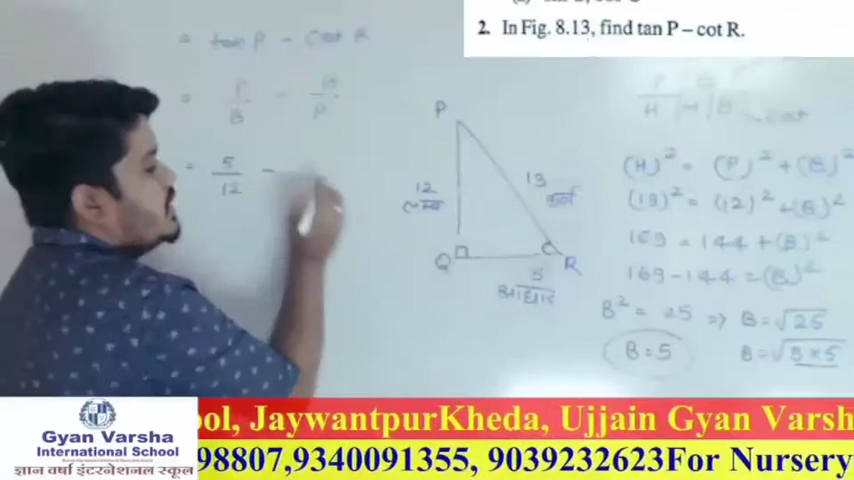 2. In Fig. 8.13, find tan P – cot R.
= tan P - Cot R
= P/B - B/P
= 5/12 -
P
12
लम्ब
13
कर्ण
Q
5
R
आधार
(H)² = (P)² + (B)²
(13)² = (12)² + (B)²
169 = 144 + (B)²
169 - 144 = (B)²
B² = 25 => B = √25
B = 5
B = √5 × 5
ool, JaywantpurKheda, Ujjain Gyan Varsh
Gyan Varsha
International School
ज्ञान वर्षा इंटरनेशनल स्कूल
98807,9340091355, 9039232623For Nursery